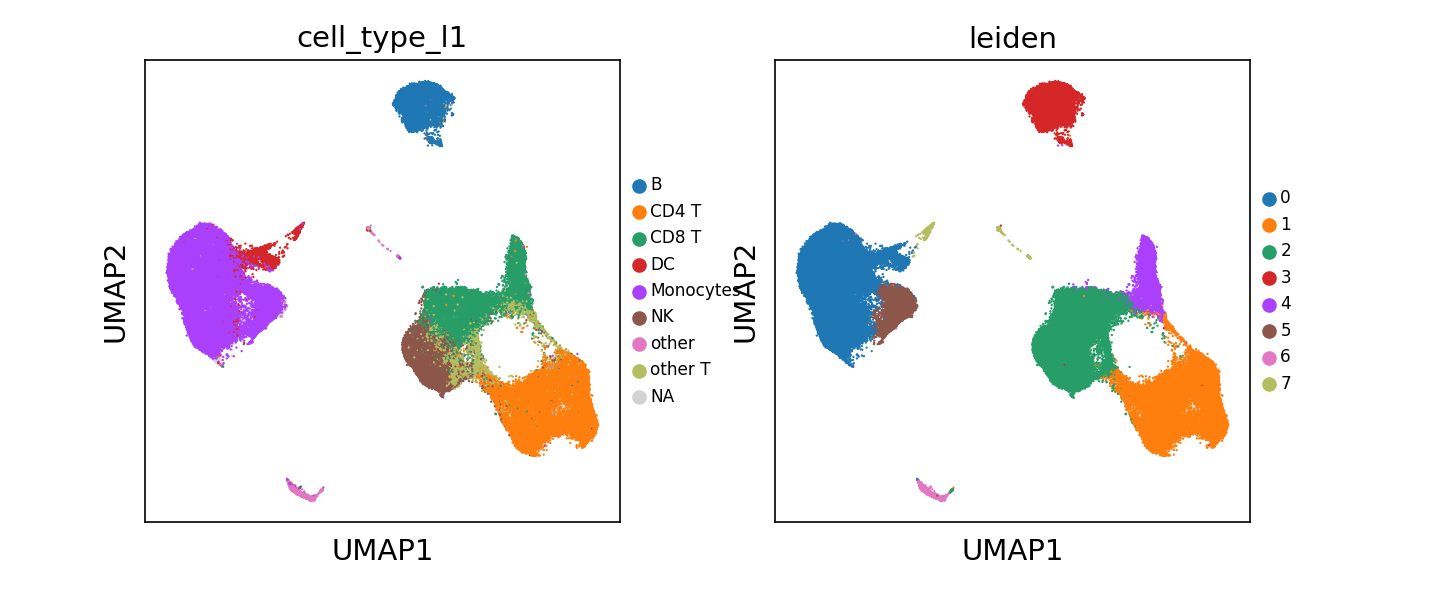 cell_type_l1
UMAP2
UMAP1
B
CD4 T
CD8 T
DC
Monocytes
NK
other
other T
NA
leiden
UMAP2
UMAP1
0
1
2
3
4
5
6
7